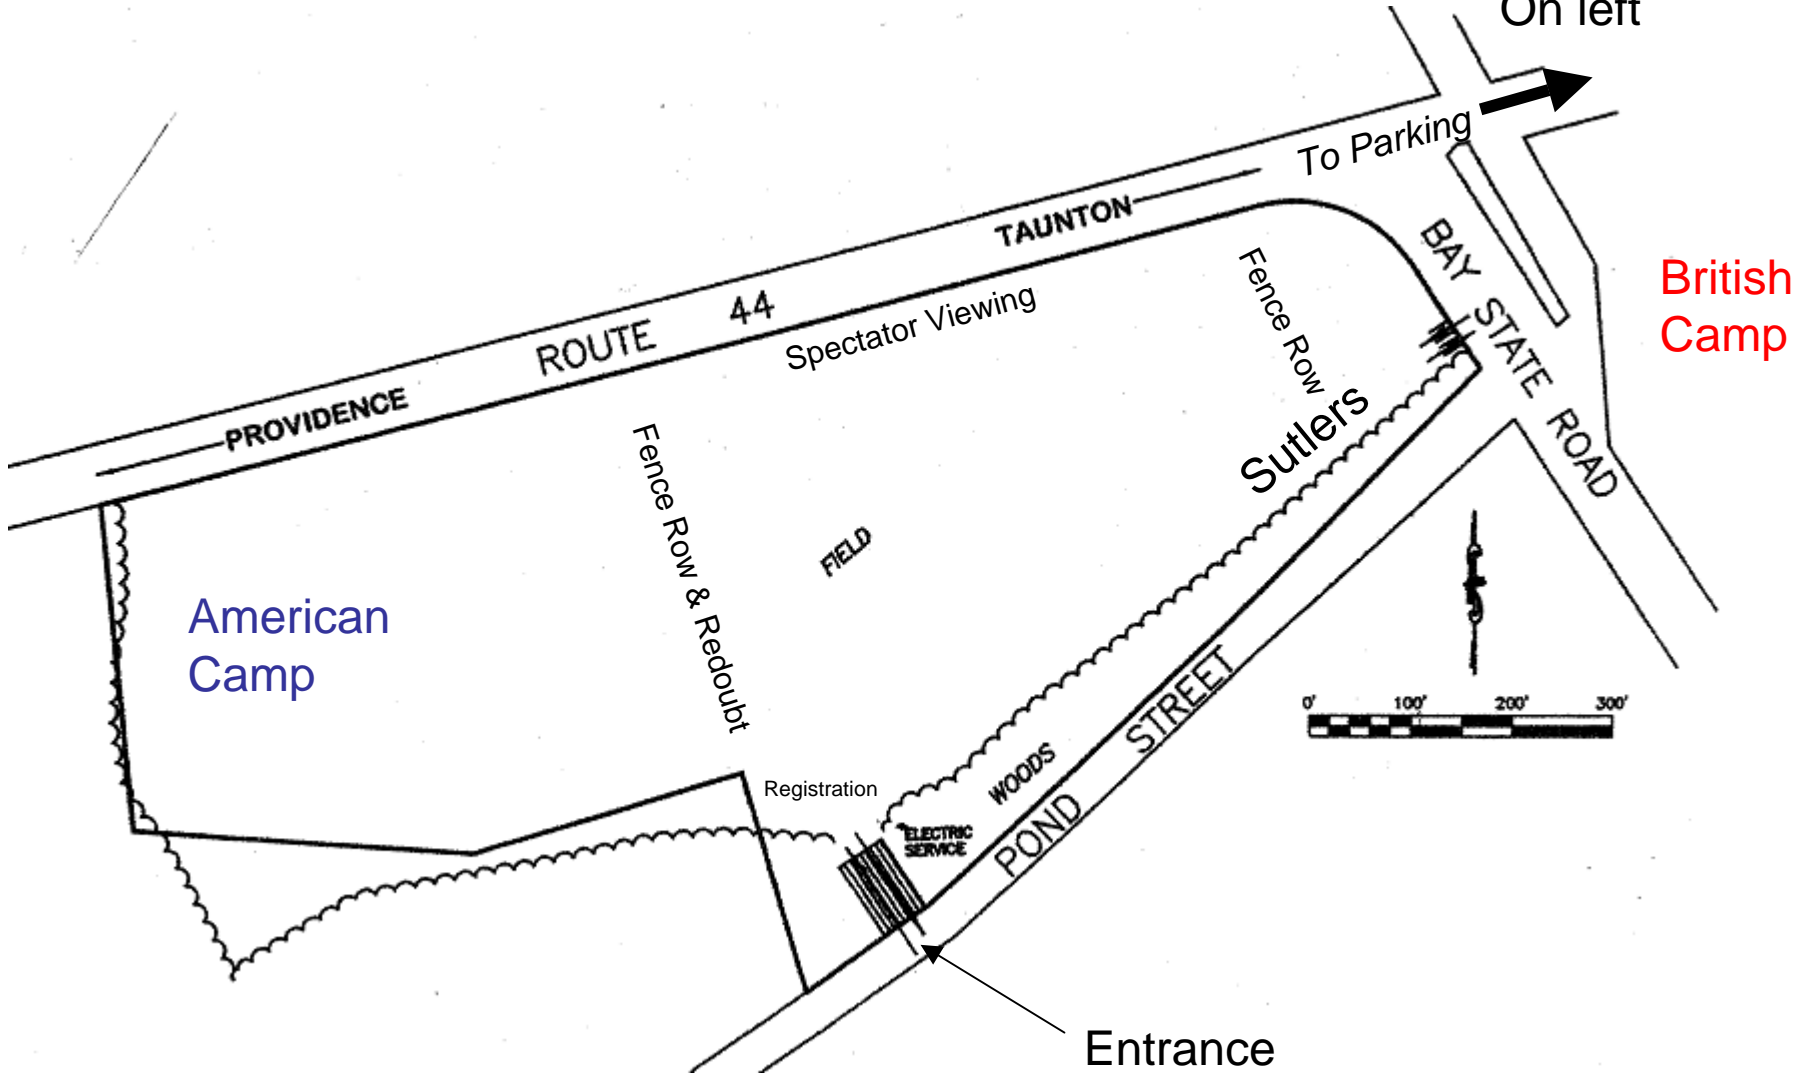 On left
To Parking
TAUNTON
BAY STATE ROAD
British
Camp
ROUTE 44
Spectator Viewing
Fence Row
PROVIDENCE
Sutlers
Fence Row & Redoubt
FIELD
American
Camp
0' 100' 200' 300'
STREET
WOODS
Registration
POND
ELECTRIC
SERVICE
Entrance